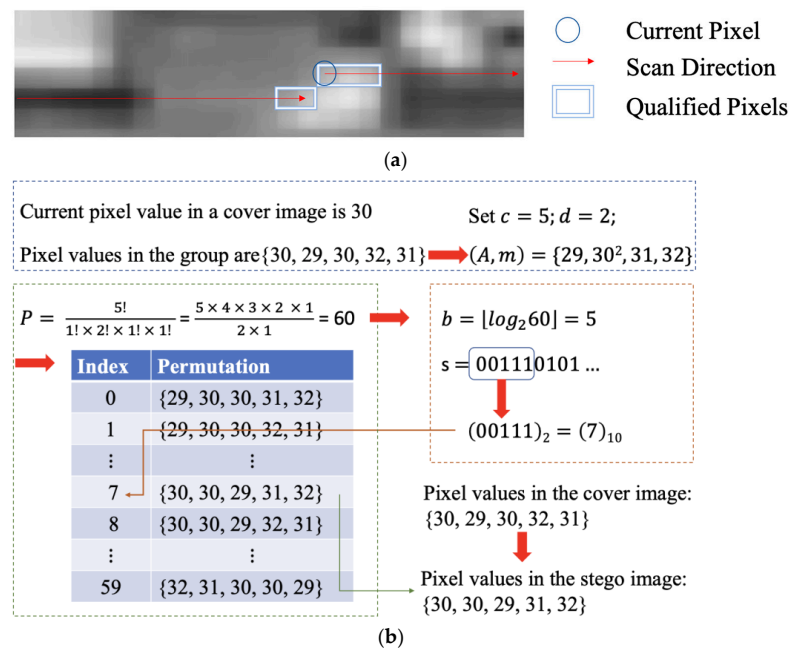 Current Pixel
Scan Direction
Qualified Pixels
(a)
Current pixel value in a cover image is 30
Set c = 5; d = 2;
Pixel values in the group are{30, 29, 30, 32, 31}
(A, m) = {29, 30², 31, 32}
P = 5! / 1! × 2! × 1! × 1! = 5 × 4 × 3 × 2 × 1 / 2 × 1 = 60
b = ⌊log₂60⌋ = 5
s = 001110101 ...
(00111)₂ = (7)₁₀
Index Permutation
0 {29, 30, 30, 31, 32}
1 {29, 30, 30, 32, 31}
⋮ ⋮
7 {30, 30, 29, 31, 32}
8 {30, 30, 29, 32, 31}
⋮ ⋮
59 {32, 31, 30, 30, 29}
Pixel values in the cover image:
{30, 29, 30, 32, 31}
Pixel values in the stego image:
{30, 30, 29, 31, 32}
(b)